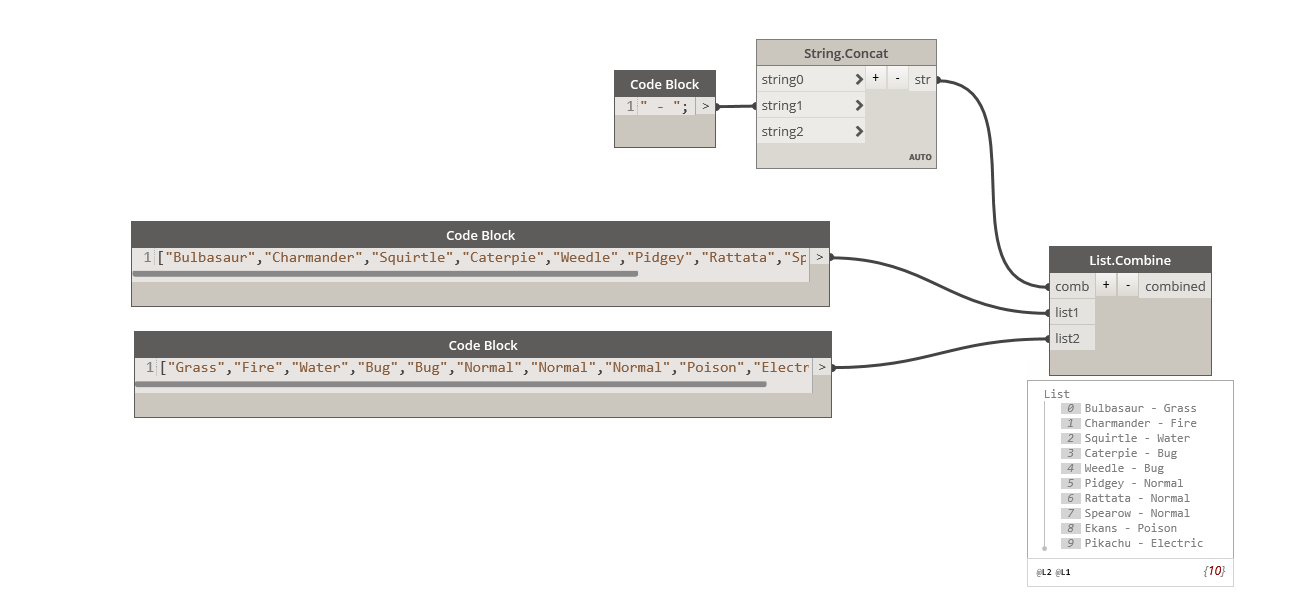 String.Concat
Code Block
string0 > + - str
1 " - "; >
string1 >
string2 >
AUTO
Code Block
1 ["Bulbasaur","Charmander","Squirtle","Caterpie","Weedle","Pidgey","Rattata","Sp >
List.Combine
comb + - combined
list1
list2
Code Block
1 ["Grass","Fire","Water","Bug","Bug","Normal","Normal","Normal","Poison","Electr >
List
0 Bulbasaur - Grass
1 Charmander - Fire
2 Squirtle - Water
3 Caterpie - Bug
4 Weedle - Bug
5 Pidgey - Normal
6 Rattata - Normal
7 Spearow - Normal
8 Ekans - Poison
9 Pikachu - Electric
@L2 @L1 {10}